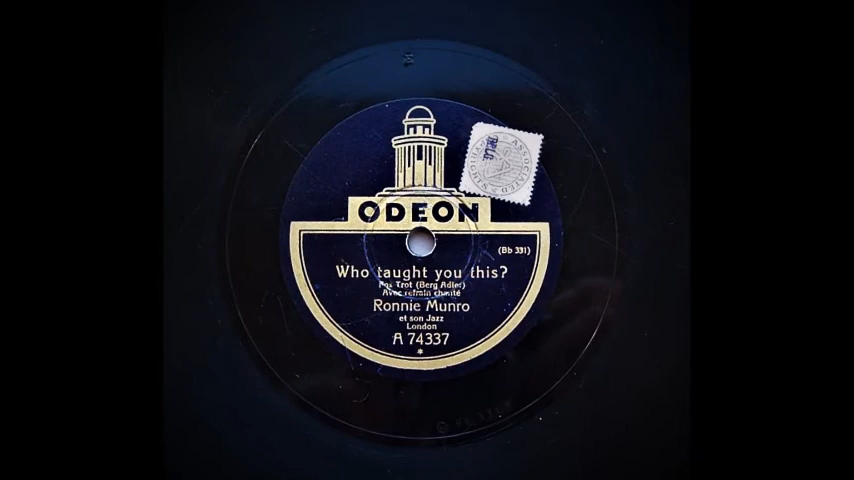 ODEON
(Bb 331)
Who taught you this?
Fox Trot (Berg Adler)
Avec refrain chanté
Ronnie Munro
et son Jazz
London
A 74337
*
ASSOCIATED